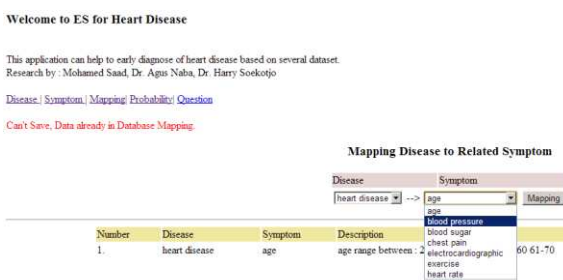 Welcome to ES for Heart Disease
This application can help to early diagnose of heart disease based on several dataset.
Research by : Mohamed Saad, Dr. Agus Naba, Dr. Harry Soekotjo
Disease | Symptom | Mapping| Probability| Question
Can't Save, Data already in Database Mapping.
Mapping Disease to Related Symptom
Disease Symptom
heart disease --> age Mapping
age
blood pressure
blood sugar
chest pain
electrocardiographic
exercise
heart rate
Number Disease Symptom Description
1. heart disease age age range between : 2 60 61-70